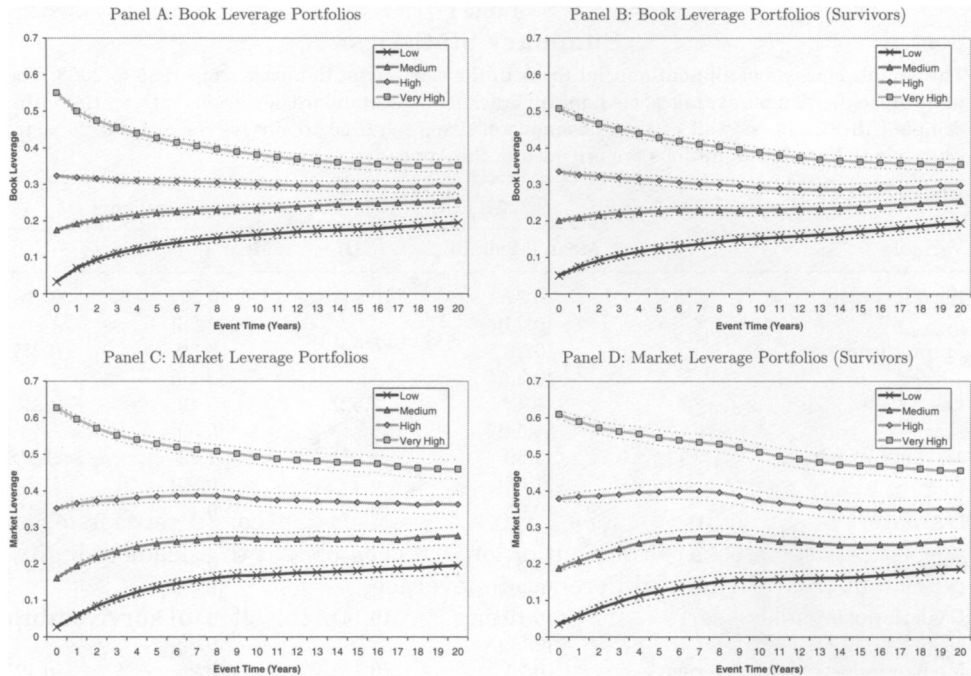 Panel A: Book Leverage Portfolios
0.7
0.6
0.5
0.4
0.3
0.2
0.1
0
Book Leverage
Low
Medium
High
Very High
0 1 2 3 4 5 6 7 8 9 10 11 12 13 14 15 16 17 18 19 20
Event Time (Years)
Panel B: Book Leverage Portfolios (Survivors)
0.7
0.6
0.5
0.4
0.3
0.2
0.1
0
Book Leverage
Low
Medium
High
Very High
0 1 2 3 4 5 6 7 8 9 10 11 12 13 14 15 16 17 18 19 20
Event Time (Years)
Panel C: Market Leverage Portfolios
0.7
0.6
0.5
0.4
0.3
0.2
0.1
0
Market Leverage
Low
Medium
High
Very High
0 1 2 3 4 5 6 7 8 9 10 11 12 13 14 15 16 17 18 19 20
Event Time (Years)
Panel D: Market Leverage Portfolios (Survivors)
0.7
0.6
0.5
0.4
0.3
0.2
0.1
0
Market Leverage
Low
Medium
High
Very High
0 1 2 3 4 5 6 7 8 9 10 11 12 13 14 15 16 17 18 19 20
Event Time (Years)